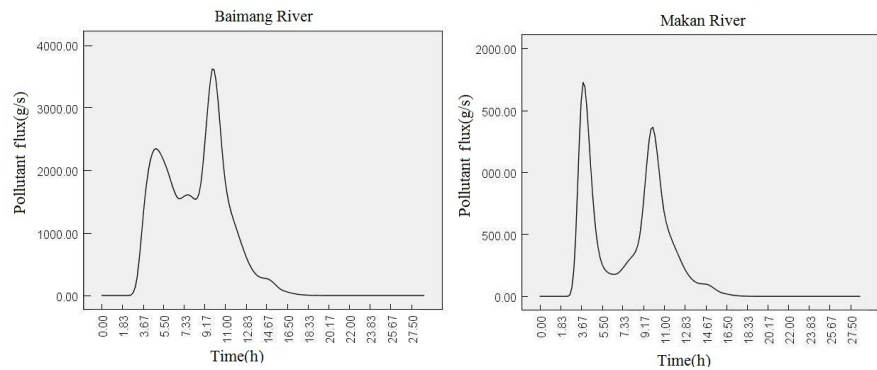 Baimang River
4000.00
3000.00
2000.00
1000.00
0.00
Pollutant flux(g/s)
0.00 1.83 3.67 5.50 7.33 9.17 11.00 12.83 14.67 16.50 18.33 20.17 22.00 23.83 25.67 27.50
Time(h)
Makan River
2000.00
500.00
000.00
500.00
0.00
Pollutant flux(g/s)
0.00 1.83 3.67 5.50 7.33 9.17 11.00 12.83 14.67 16.50 18.33 20.17 22.00 23.83 25.67 27.50
Time(h)